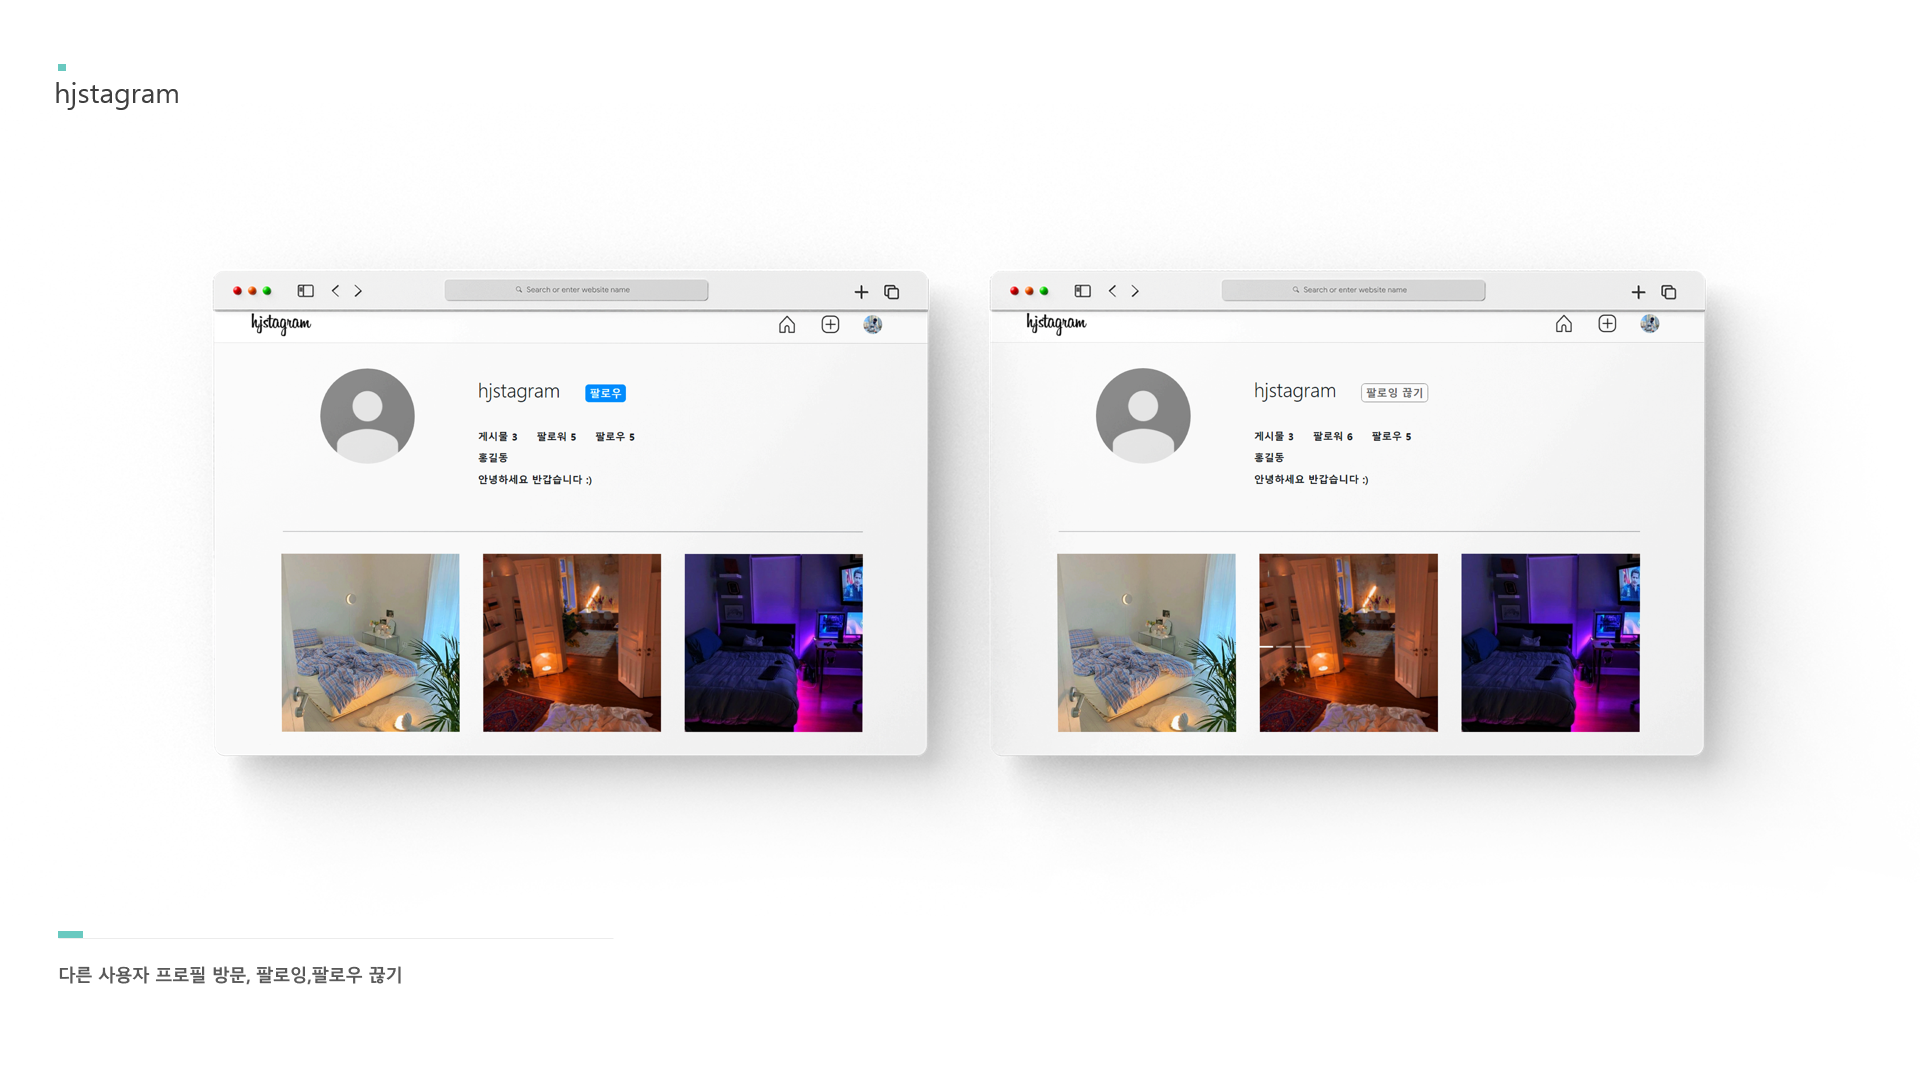 hjstagram
Search or enter website name
hjstagram
hjstagram 팔로우
게시물 3 팔로워 5 팔로우 5
홍길동
안녕하세요 반갑습니다 :)
Search or enter website name
hjstagram
hjstagram 팔로잉 끊기
게시물 3 팔로워 6 팔로우 5
홍길동
안녕하세요 반갑습니다 :)
다른 사용자 프로필 방문, 팔로잉,팔로우 끊기